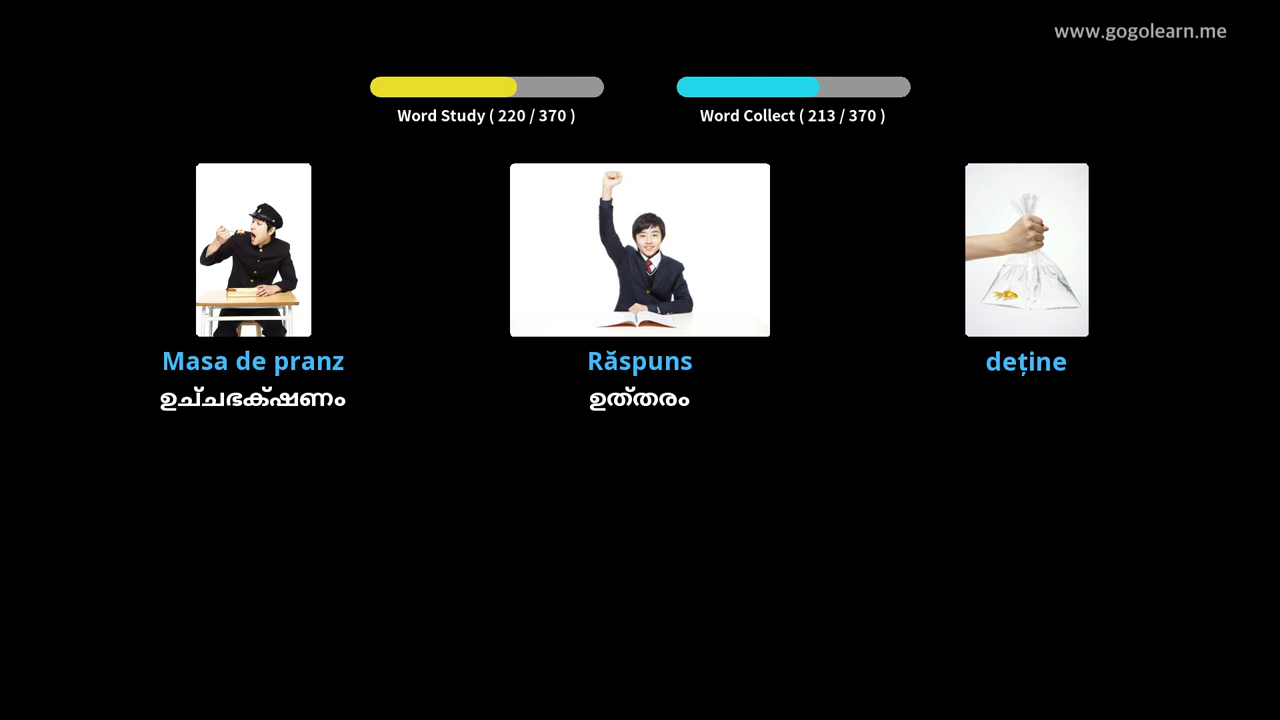 www.gogolearn.me
Word Study ( 220 / 370 )
Word Collect ( 213 / 370 )
Masa de pranz
ഉച്ചഭക്ഷണം
Răspuns
ഉത്തരം
deține